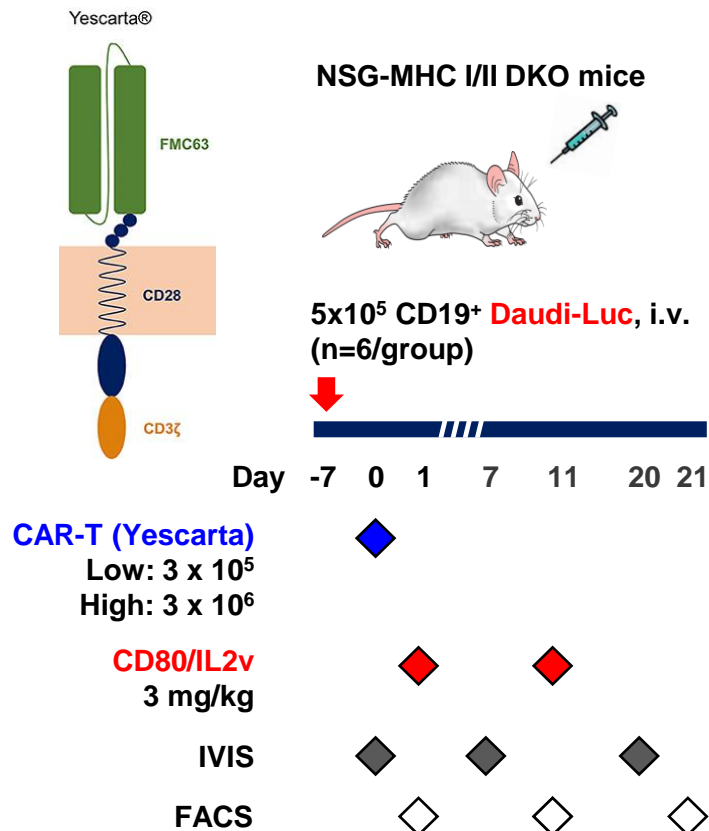 Yescarta®
FMC63
CD28
CD3ζ
NSG-MHC I/II DKO mice
5x10⁵ CD19⁺ Daudi-Luc, i.v.
(n=6/group)
Day -7 0 1 7 11 20 21
CAR-T (Yescarta)
Low: 3 x 10⁵
High: 3 x 10⁶
CD80/IL2v
3 mg/kg
IVIS
FACS